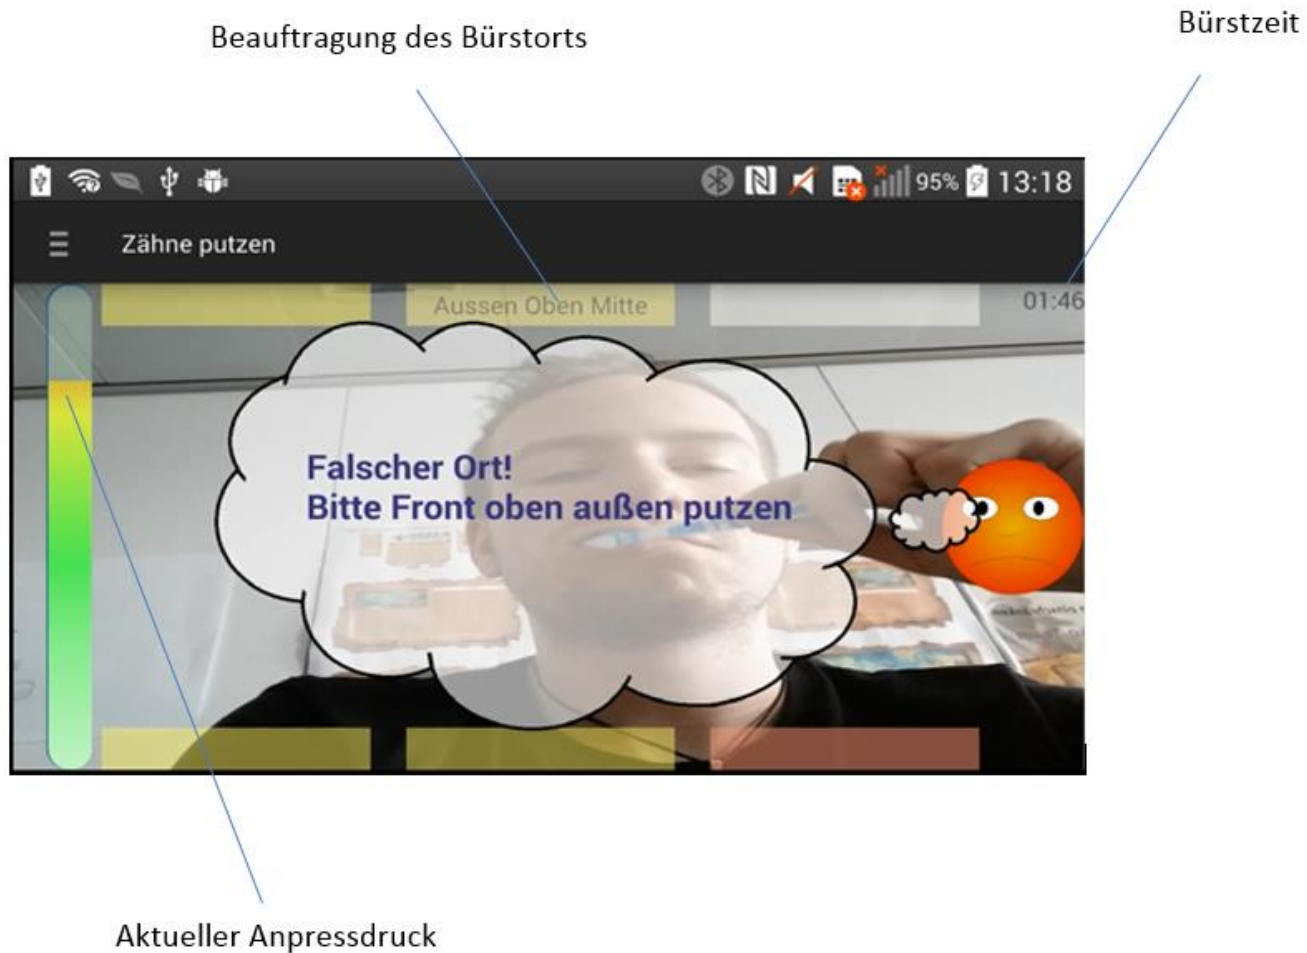 Beauftragung des Bürstorts
Bürstzeit
95% 13:18
Zähne putzen
Aussen Oben Mitte
01:46
Falscher Ort!
Bitte Front oben außen putzen
Aktueller Anpressdruck